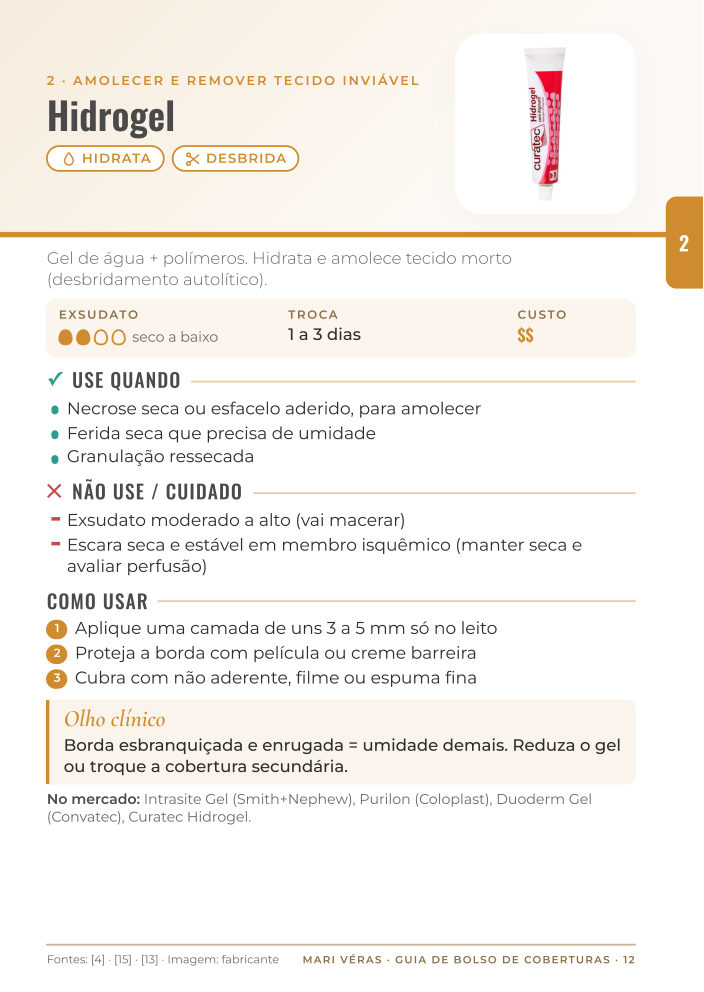 2 · AMOLECER E REMOVER TECIDO INVIÁVEL
Hidrogel
HIDRATA
DESBRIDA
curatec Hidrogel
com Alginato
2
Gel de água + polímeros. Hidrata e amolece tecido morto
(desbridamento autolítico).
EXSUDATO
seco a baixo
TROCA
1 a 3 dias
CUSTO
$$
USE QUANDO
Necrose seca ou esfacelo aderido, para amolecer
Ferida seca que precisa de umidade
Granulação ressecada
NÃO USE / CUIDADO
Exsudato moderado a alto (vai macerar)
Escara seca e estável em membro isquêmico (manter seca e
avaliar perfusão)
COMO USAR
1 Aplique uma camada de uns 3 a 5 mm só no leito
2 Proteja a borda com película ou creme barreira
3 Cubra com não aderente, filme ou espuma fina
Olho clínico
Borda esbranquiçada e enrugada = umidade demais. Reduza o gel
ou troque a cobertura secundária.
No mercado: Intrasite Gel (Smith+Nephew), Purilon (Coloplast), Duoderm Gel
(Convatec), Curatec Hidrogel.
Fontes: [4] · [15] · [13] · Imagem: fabricante
MARI VÉRAS · GUIA DE BOLSO DE COBERTURAS · 12